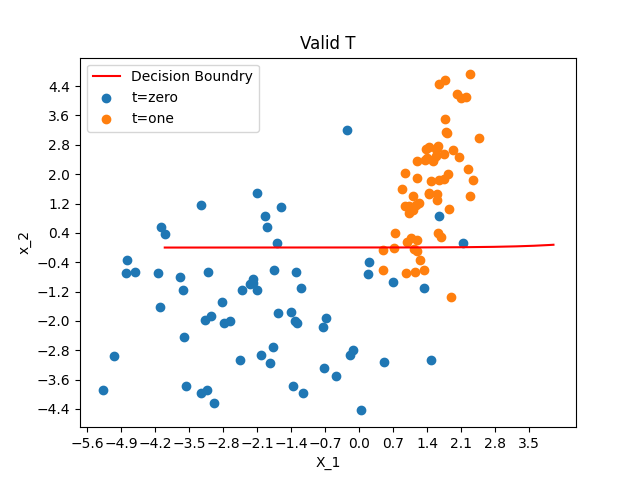 Valid T
Decision Boundry
t=zero
t=one
4.4
3.6
2.8
2.0
1.2
0.4
−0.4
−1.2
−2.0
−2.8
−3.6
−4.4
x_2
−5.6 −4.9 −4.2 −3.5 −2.8 −2.1 −1.4 −0.7 0.0 0.7 1.4 2.1 2.8 3.5
X_1